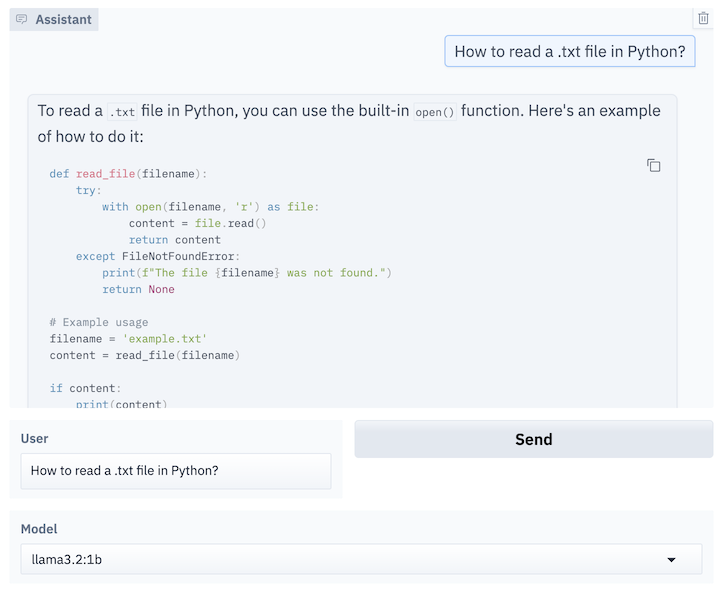 Assistant
How to read a .txt file in Python?
To read a .txt file in Python, you can use the built-in open() function. Here's an example
of how to do it:
def read_file(filename):
    try:
        with open(filename, 'r') as file:
            content = file.read()
            return content
    except FileNotFoundError:
        print(f"The file {filename} was not found.")
        return None
# Example usage
filename = 'example.txt'
content = read_file(filename)
if content:
    print(content)
User
Send
How to read a .txt file in Python?
Model
llama3.2:1b